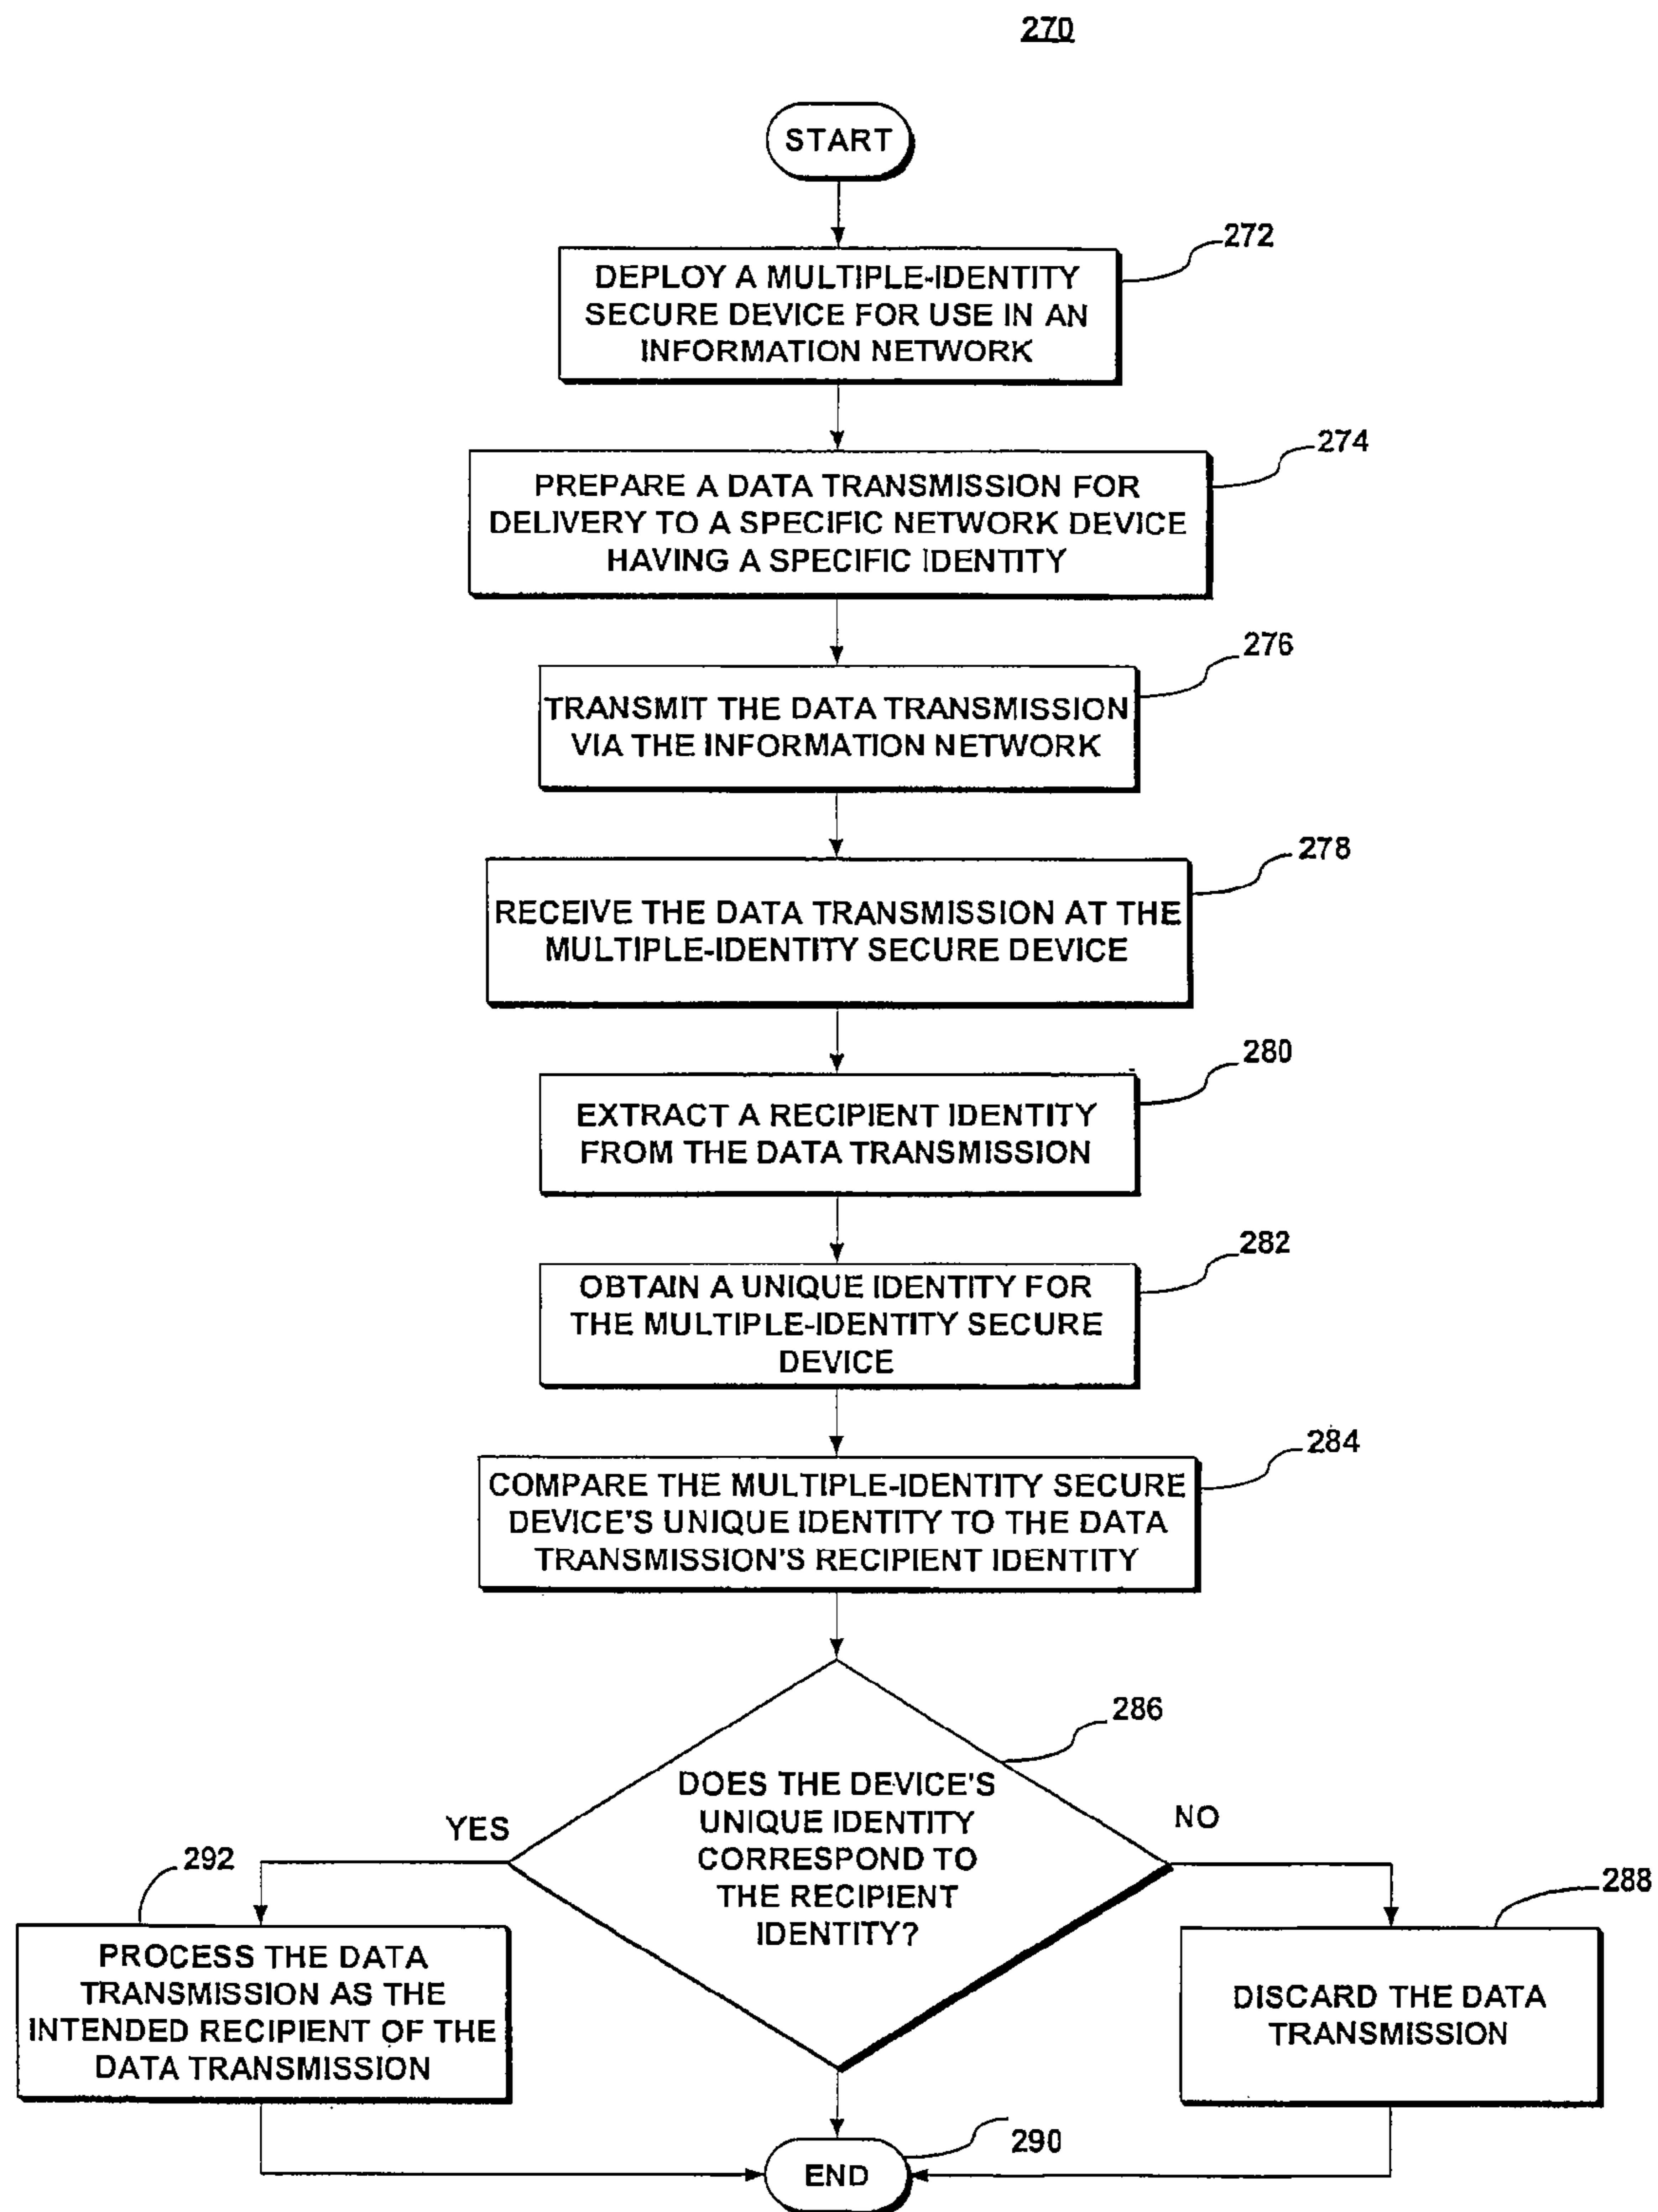 270
START
272
DEPLOY A MULTIPLE-IDENTITY
SECURE DEVICE FOR USE IN AN
INFORMATION NETWORK
274
PREPARE A DATA TRANSMISSION FOR
DELIVERY TO A SPECIFIC NETWORK DEVICE
HAVING A SPECIFIC IDENTITY
276
TRANSMIT THE DATA TRANSMISSION
VIA THE INFORMATION NETWORK
278
RECEIVE THE DATA TRANSMISSION AT THE
MULTIPLE-IDENTITY SECURE DEVICE
280
EXTRACT A RECIPIENT IDENTITY
FROM THE DATA TRANSMISSION
282
OBTAIN A UNIQUE IDENTITY FOR
THE MULTIPLE-IDENTITY SECURE
DEVICE
284
COMPARE THE MULTIPLE-IDENTITY SECURE
DEVICE'S UNIQUE IDENTITY TO THE DATA
TRANSMISSION'S RECIPIENT IDENTITY
286
DOES THE DEVICE'S
UNIQUE IDENTITY
CORRESPOND TO
THE RECIPIENT
IDENTITY?
YES
NO
292
PROCESS THE DATA
TRANSMISSION AS THE
INTENDED RECIPIENT OF THE
DATA TRANSMISSION
288
DISCARD THE DATA
TRANSMISSION
290
END